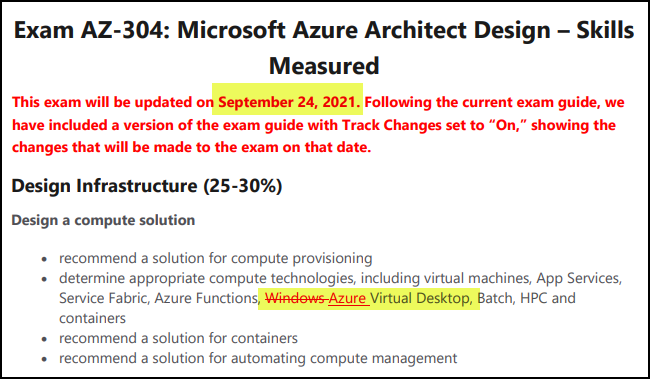 Exam AZ-304: Microsoft Azure Architect Design – Skills
Measured
This exam will be updated on September 24, 2021. Following the current exam guide, we
have included a version of the exam guide with Track Changes set to “On,” showing the
changes that will be made to the exam on that date.
Design Infrastructure (25-30%)
Design a compute solution
• recommend a solution for compute provisioning
• determine appropriate compute technologies, including virtual machines, App Services,
Service Fabric, Azure Functions, Windows Azure Virtual Desktop, Batch, HPC and
containers
• recommend a solution for containers
• recommend a solution for automating compute management